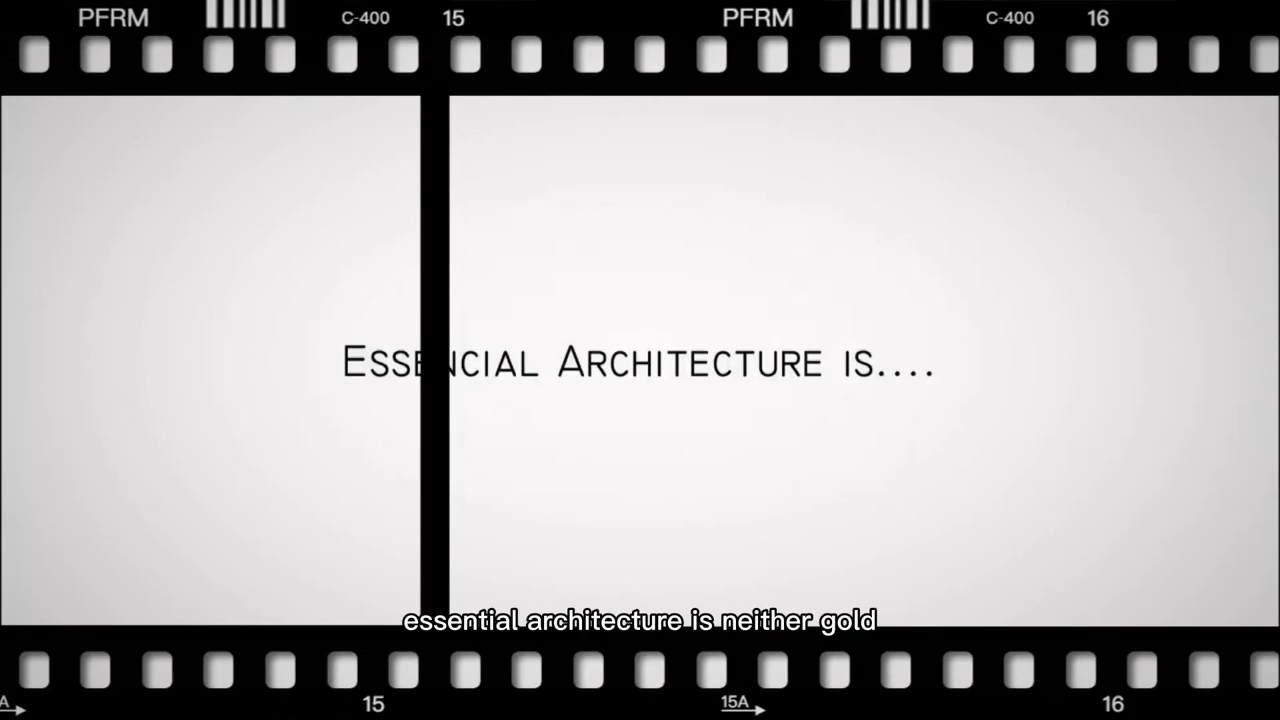 PFRM C-400 15 PFRM C-400 16
Essencial Architecture is....
essential architecture is neither gold
A 15 15A 16